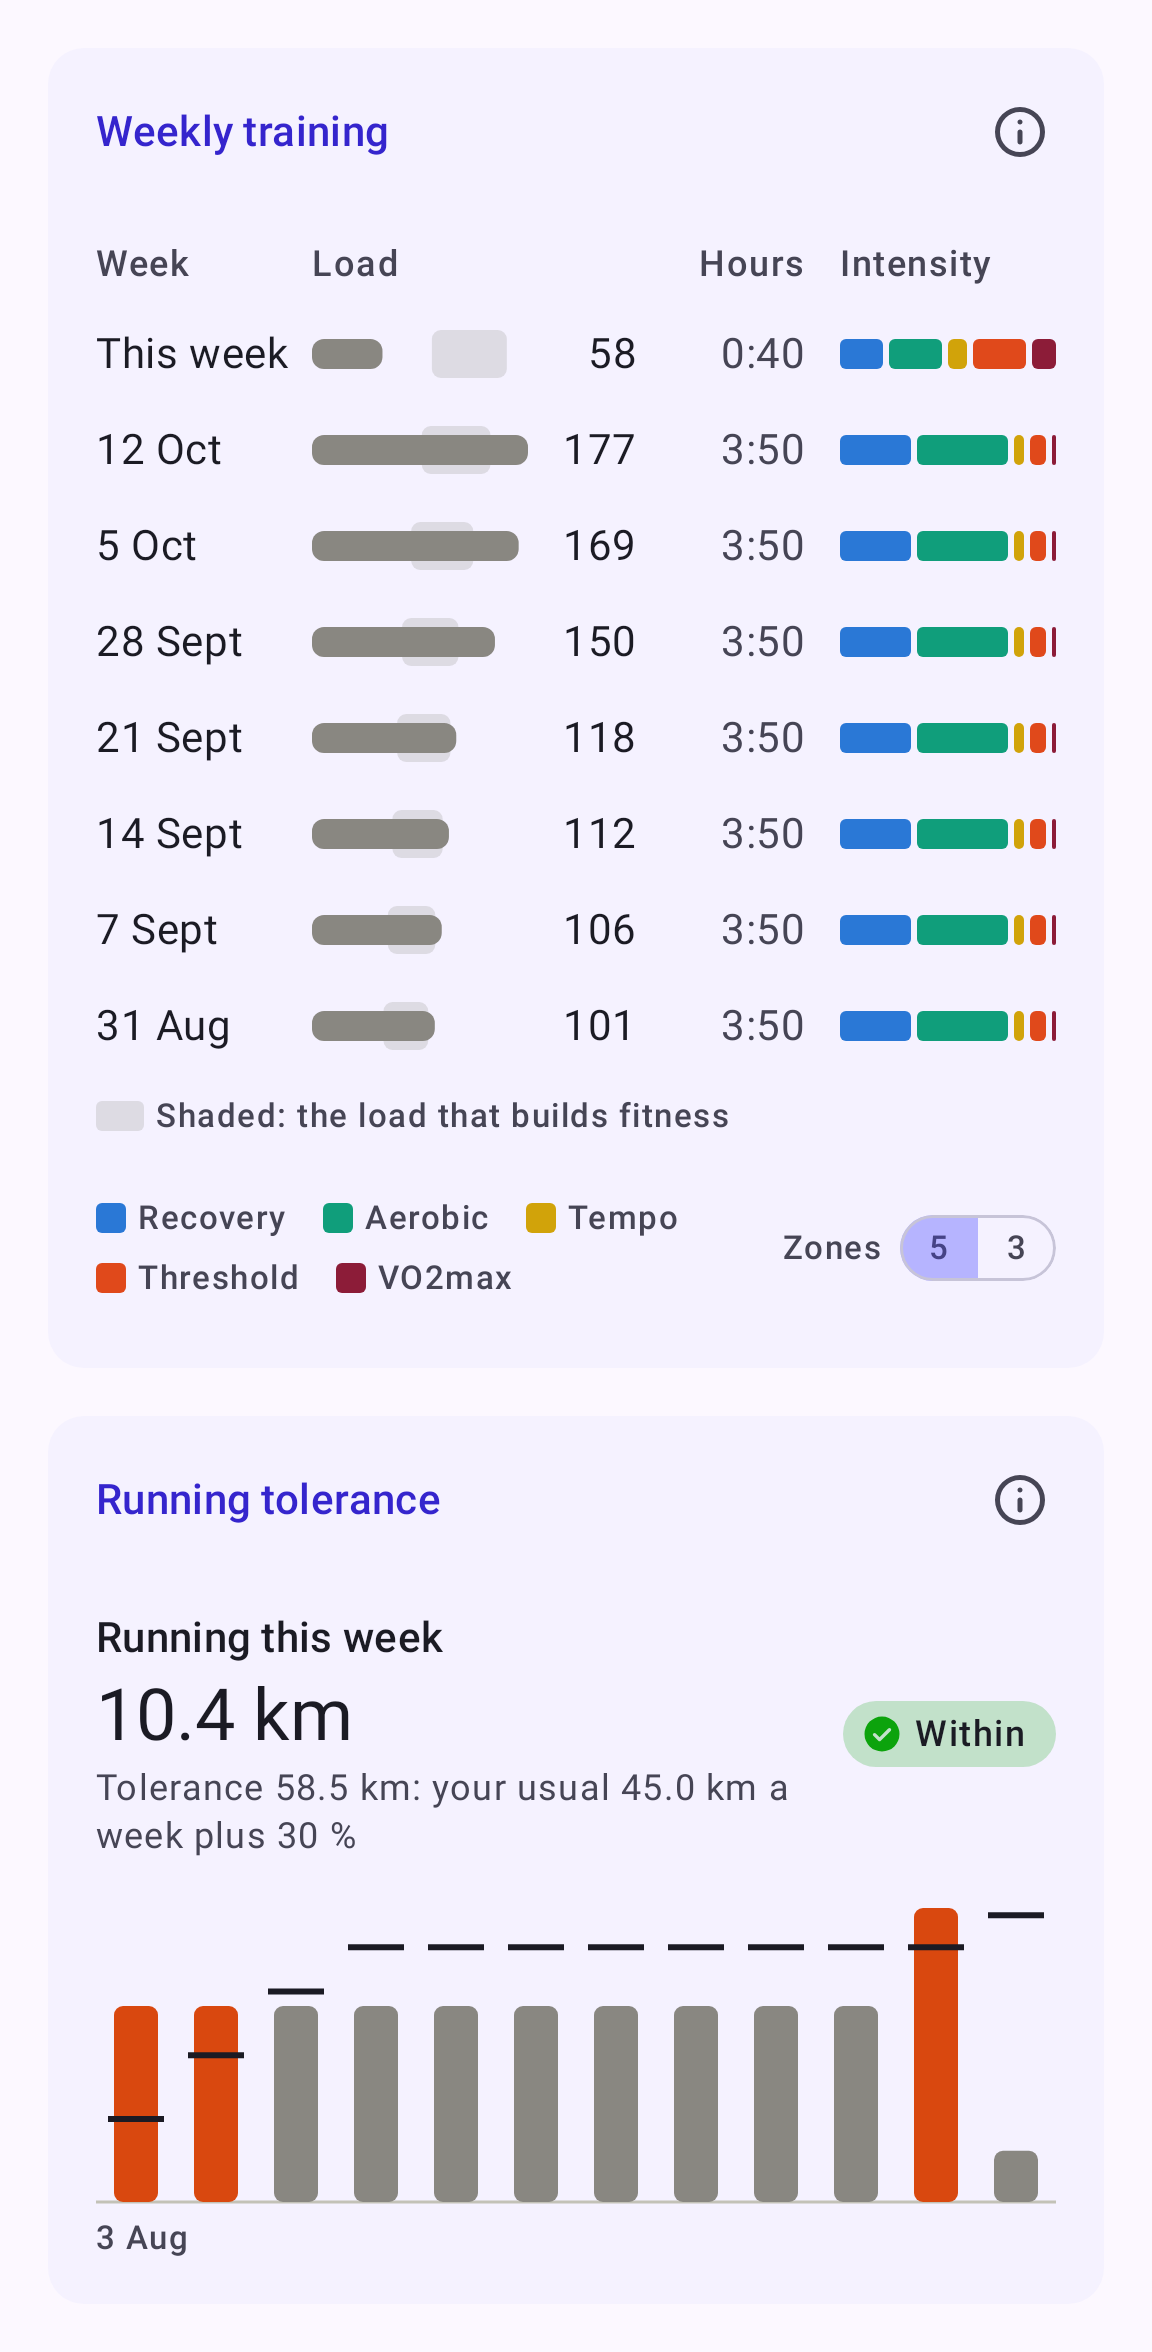 Weekly training
Week Load Hours Intensity
This week 58 0:40
12 Oct 177 3:50
5 Oct 169 3:50
28 Sept 150 3:50
21 Sept 118 3:50
14 Sept 112 3:50
7 Sept 106 3:50
31 Aug 101 3:50
Shaded: the load that builds fitness
Recovery Aerobic Tempo
Threshold VO2max
Zones 5 3
Running tolerance
Running this week
10.4 km
Within
Tolerance 58.5 km: your usual 45.0 km a
week plus 30 %
3 Aug